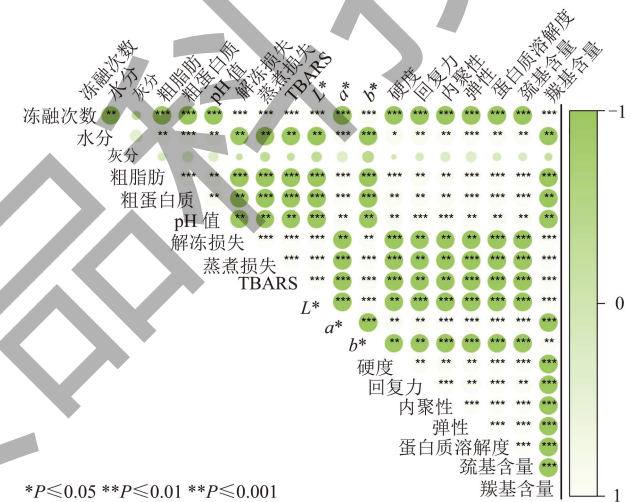 冻融次数
水分
灰分
粗脂肪
粗蛋白质
pH 值
解冻损失
蒸煮损失
TBARS
L*
a*
b*
硬度
回复力
内聚性
弹性
蛋白质溶解度
巯基含量
羰基含量
冻融次数
水分
灰分
粗脂肪
粗蛋白质
pH 值
解冻损失
蒸煮损失
TBARS
L*
a*
b*
硬度
回复力
内聚性
弹性
蛋白质溶解度
巯基含量
羰基含量
−1
0
1
*P≤0.05 **P≤0.01 **P≤0.001
品